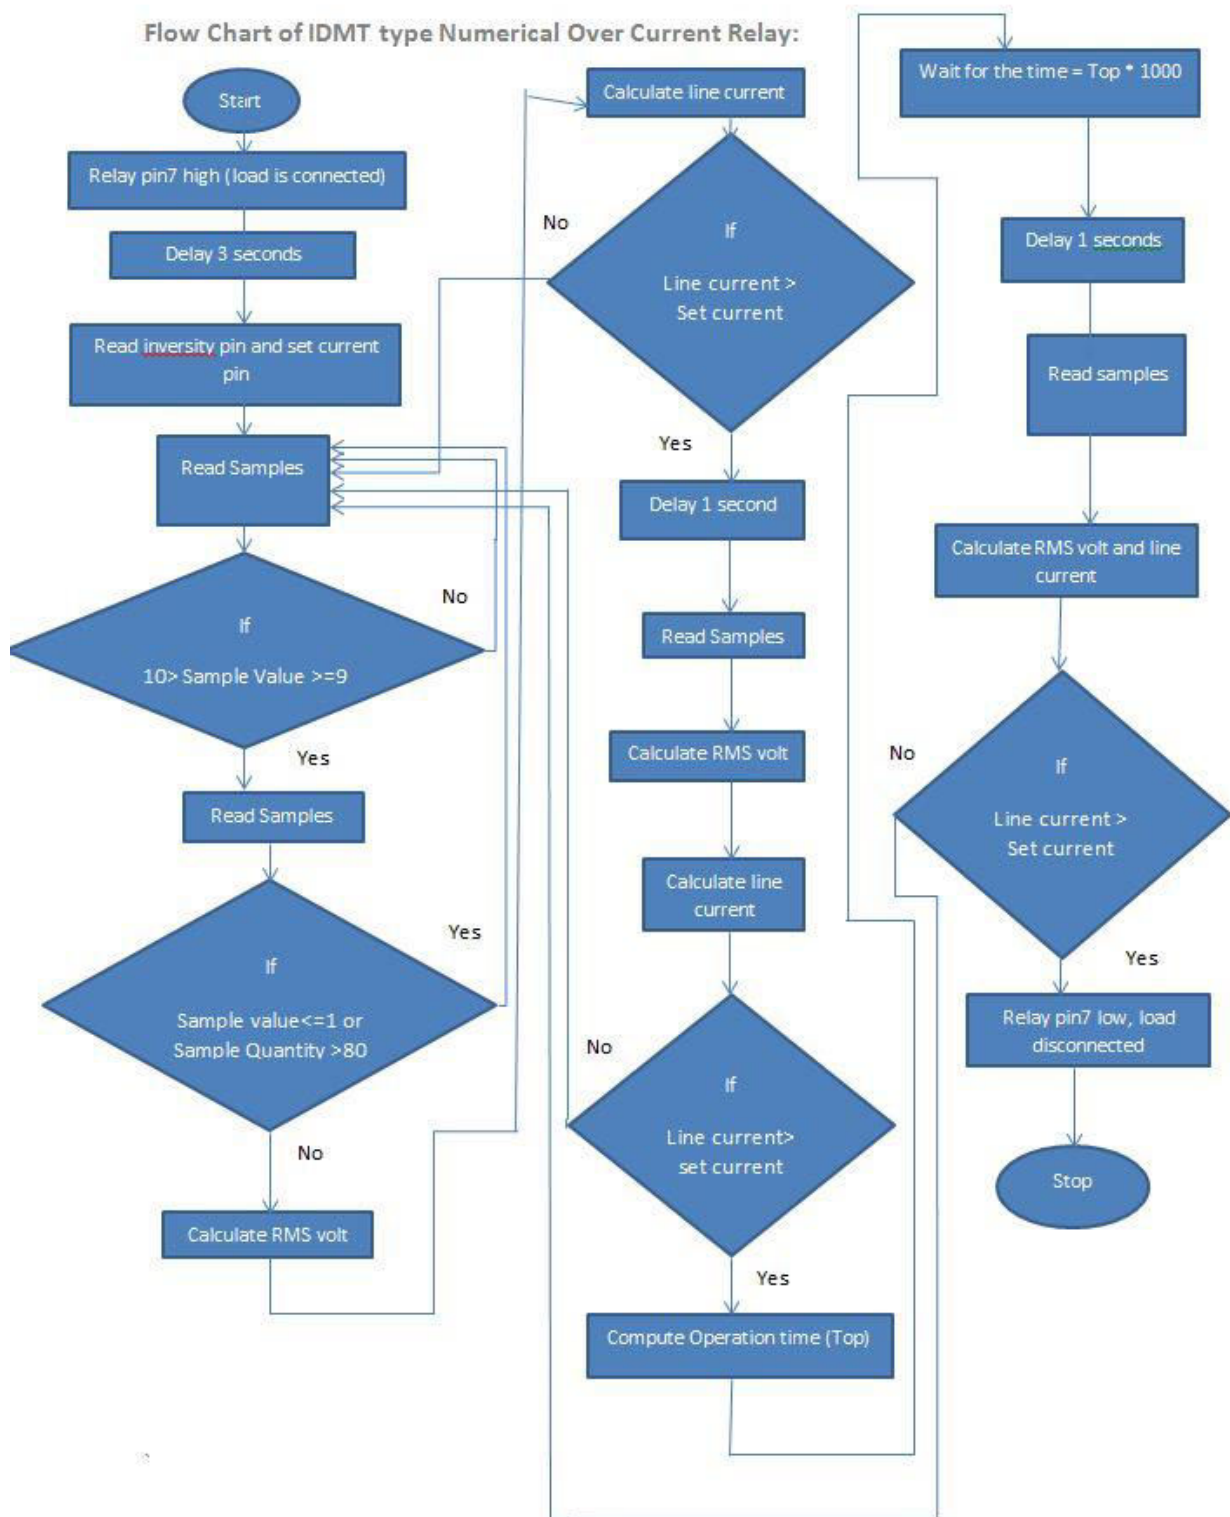 Flow Chart of IDMT type Numerical Over Current Relay:
Start
Relay pin7 high (load is connected)
Delay 3 seconds
Read inversity pin and set current
pin
Read Samples
If
10> Sample Value >=9
No
Yes
Read Samples
If
Sample value<=1 or
Sample Quantity >80
Yes
No
Calculate RMS volt
Calculate line current
If
Line current >
Set current
No
Yes
Delay 1 second
Read Samples
Calculate RMS volt
Calculate line
current
If
Line current>
set current
No
Yes
Compute Operation time (Top)
Wait for the time = Top * 1000
Delay 1 seconds
Read samples
Calculate RMS volt and line
current
If
Line current >
Set current
No
Yes
Relay pin7 low, load
disconnected
Stop